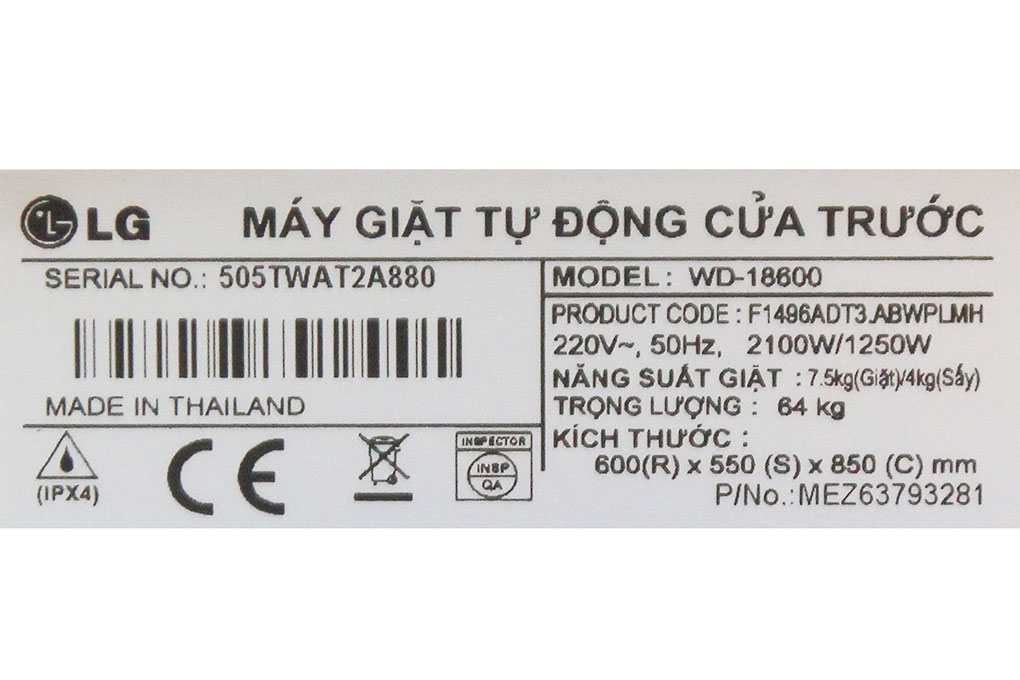 LG MÁY GIẶT TỰ ĐỘNG CỬA TRƯỚC
SERIAL NO.: 505TWAT2A880
MADE IN THAILAND
(IPX4)
CE
INSPECTOR
INSP
QA
MODEL: WD-18600
PRODUCT CODE : F1496ADT3.ABWPLMH
220V~, 50Hz, 2100W/1250W
NĂNG SUẤT GIẶT : 7.5kg(Giặt)/4kg(Sấy)
TRỌNG LƯỢNG : 64 kg
KÍCH THƯỚC :
600(R) x 550 (S) x 850 (C) mm
P/No.:MEZ63793281